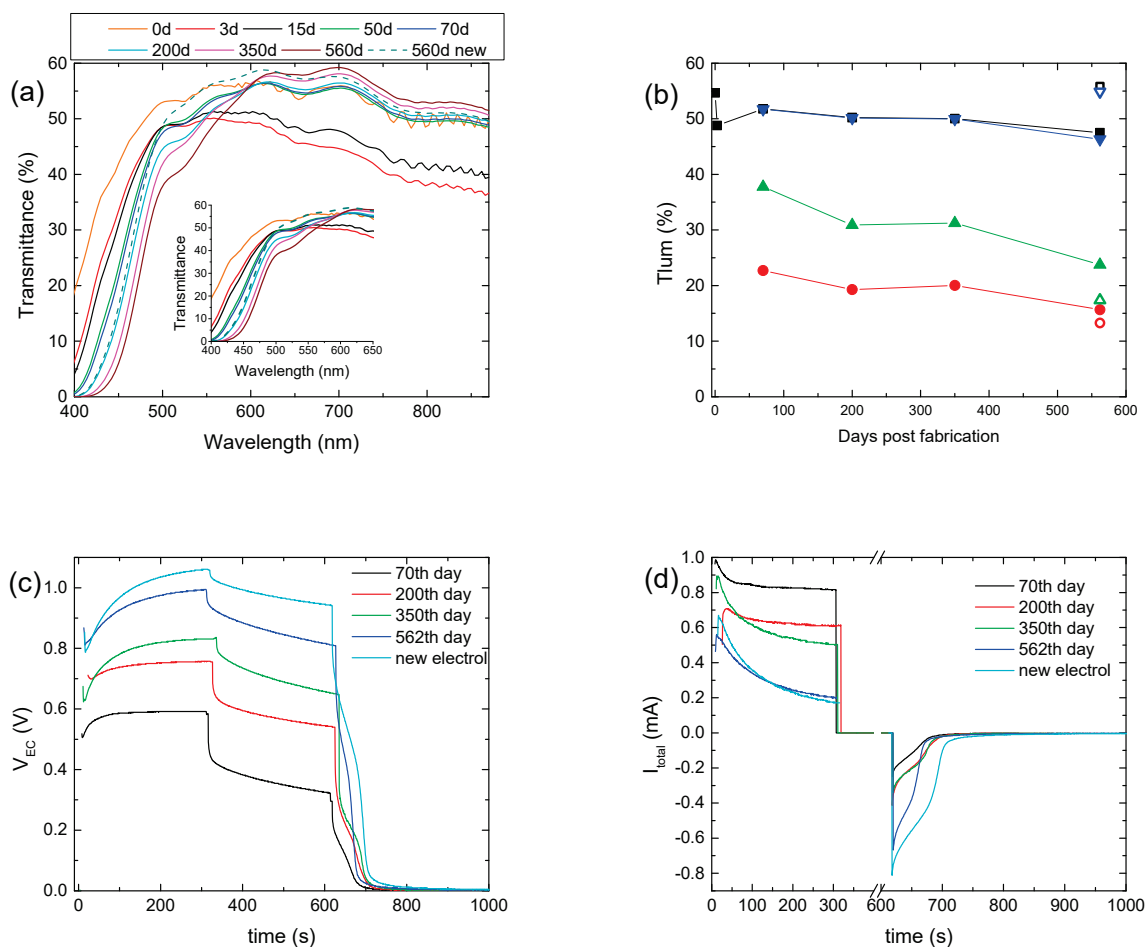 0d 3d 15d 50d 70d
200d 350d 560d 560d new
(a)
Transmittance (%)
60
50
40
30
20
10
0
400 500 600 700 800
Wavelength (nm)
Transmittance
60
50
40
30
20
10
0
400 450 500 550 600 650
Wavelength (nm)
(b)
Tlum (%)
60
50
40
30
20
10
0
0 100 200 300 400 500 600
Days post fabrication
(c)
70th day
200th day
350th day
562th day
new electrol
V_EC (V)
1.0
0.8
0.6
0.4
0.2
0.0
0 200 400 600 800 1000
time (s)
(d)
70th day
200th day
350th day
562th day
new electrol
I_total (mA)
1.0
0.8
0.6
0.4
0.2
0.0
-0.2
-0.4
-0.6
-0.8
0 50 100 150 200 250 300 600 700 800 900 1000
time (s)